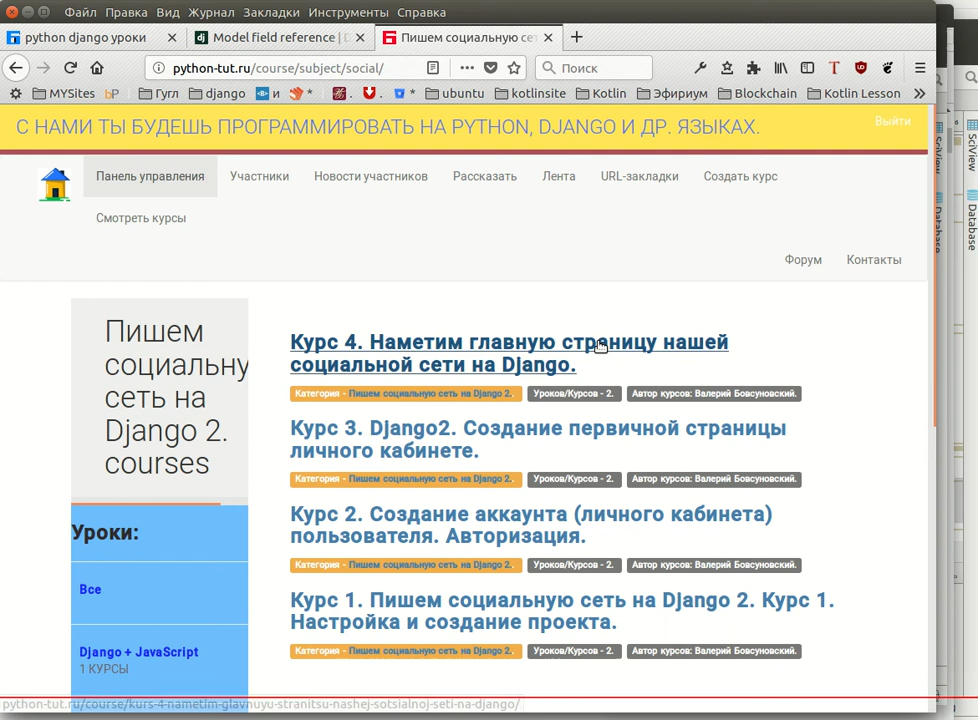 Файл Правка Вид Журнал Закладки Инструменты Справка
python django уроки
Model field reference | D
Пишем социальную се
python-tut.ru/course/subject/social/
Поиск
MYSites
bP
Гугл
django
и
ubuntu
kotlinsite
Kotlin
Эфириум
Blockchain
Kotlin Lesson
С НАМИ ТЫ БУДЕШЬ ПРОГРАММИРОВАТЬ НА PYTHON, DJANGO И ДР. ЯЗЫКАХ.
Выйти
Панель управления Участники Новости участников Рассказать Лента URL-закладки Создать курс
Смотреть курсы
Форум Контакты
Пишем
социальну
сеть на
Django 2.
courses
Уроки:
Все
Django + JavaScript
1 КУРСЫ
Курс 4. Наметим главную страницу нашей
социальной сети на Django.
Категория - Пишем социальную сеть на Django 2. Уроков/Курсов - 2. Автор курсов: Валерий Бовсуновский.
Курс 3. Django2. Создание первичной страницы
личного кабинете.
Категория - Пишем социальную сеть на Django 2. Уроков/Курсов - 2. Автор курсов: Валерий Бовсуновский.
Курс 2. Создание аккаунта (личного кабинета)
пользователя. Авторизация.
Категория - Пишем социальную сеть на Django 2. Уроков/Курсов - 2. Автор курсов: Валерий Бовсуновский.
Курс 1. Пишем социальную сеть на Django 2. Курс 1.
Настройка и создание проекта.
Категория - Пишем социальную сеть на Django 2. Уроков/Курсов - 2. Автор курсов: Валерий Бовсуновский.
python-tut.ru/course/kurs-4-nametim-glavnuyu-stranitsu-nashej-sotsialnoj-seti-na-django/
SciView
Database